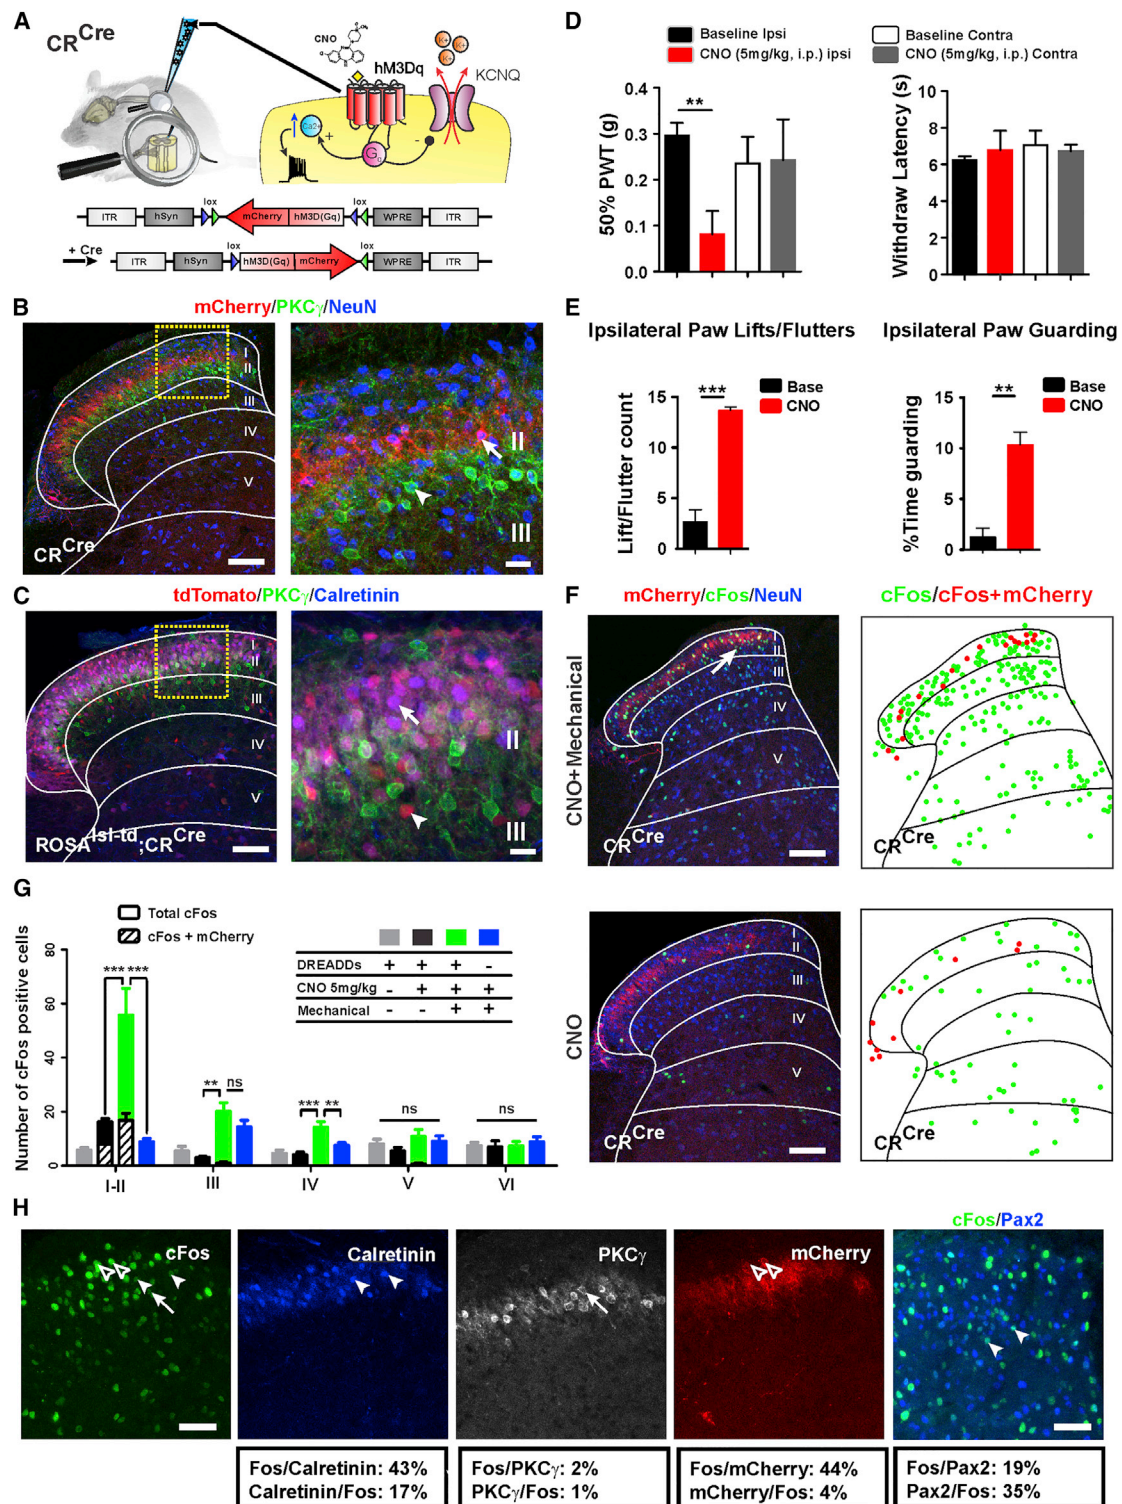 A
CR Cre
CNO
hM3Dq
K+
K+
K+
KCNQ
Ca2+
+
-
Gq
lox
lox
ITR
hSyn
mCherry
hM3D(Gq)
WPRE
ITR
+ Cre
lox
lox
ITR
hSyn
hM3D(Gq)
mCherry
WPRE
ITR
B
mCherry/PKCγ/NeuN
I
II
III
IV
V
CR Cre
II
III
C
tdTomato/PKCγ/Calretinin
I
II
III
IV
V
ROSA lsl-td;CR Cre
II
III
D
Baseline Ipsi
Baseline Contra
CNO (5mg/kg, i.p.) ipsi
CNO (5mg/kg, i.p.) Contra
50% PWT (g)
0.4
0.3
0.2
0.1
0.0
**
Withdraw Latency (s)
10
8
6
4
2
0
E
Ipsilateral Paw Lifts/Flutters
Lift/Flutter count
15
10
5
0
***
Base
CNO
Ipsilateral Paw Guarding
%Time guarding
15
10
5
0
**
Base
CNO
F
mCherry/cFos/NeuN
cFos/cFos+mCherry
CNO+Mechanical
I
II
III
IV
V
CR Cre
CR Cre
CNO
I
II
III
IV
V
CR Cre
CR Cre
G
Total cFos
cFos + mCherry
Number of cFos positive cells
80
60
40
20
0
*** ***
** ns
*** **
ns
ns
I-II
III
IV
V
VI
DREADDs + + + -
CNO 5mg/kg - + + +
Mechanical - - + +
H
cFos
Calretinin
PKCγ
mCherry
cFos/Pax2
Fos/Calretinin: 43%
Calretinin/Fos: 17%
Fos/PKCγ: 2%
PKCγ/Fos: 1%
Fos/mCherry: 44%
mCherry/Fos: 4%
Fos/Pax2: 19%
Pax2/Fos: 35%